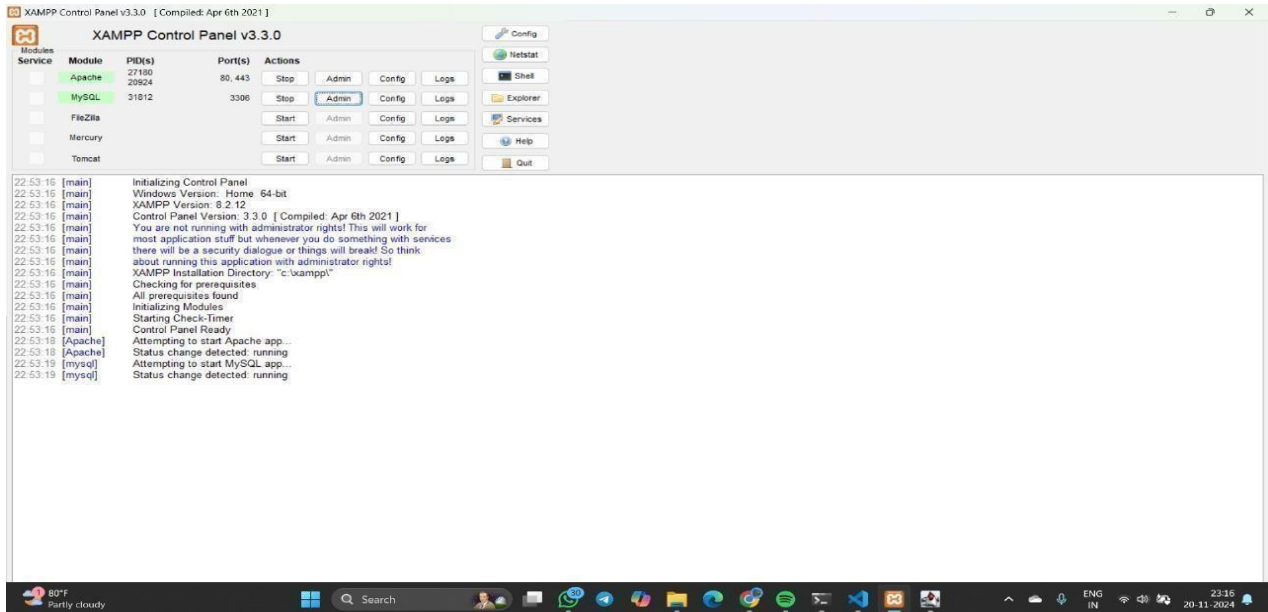 XAMPP Control Panel v3.3.0 [ Compiled: Apr 6th 2021 ]
XAMPP Control Panel v3.3.0
Config
Modules
Service Module PID(s) Port(s) Actions
Netstat
Apache 27180 20924 80, 443 Stop Admin Config Logs
Shell
MySQL 31812 3306 Stop Admin Config Logs
Explorer
FileZilla Start Admin Config Logs
Services
Mercury Start Admin Config Logs
Help
Tomcat Start Admin Config Logs
Quit
22:53:16 [main] Initializing Control Panel
22:53:16 [main] Windows Version: Home 64-bit
22:53:16 [main] XAMPP Version: 8.2.12
22:53:16 [main] Control Panel Version: 3.3.0 [ Compiled: Apr 6th 2021 ]
22:53:16 [main] You are not running with administrator rights! This will work for
22:53:16 [main] most application stuff but whenever you do something with services
22:53:16 [main] there will be a security dialogue or things will break! So think
22:53:16 [main] about running this application with administrator rights!
22:53:16 [main] XAMPP Installation Directory: "c:\xampp\"
22:53:16 [main] Checking for prerequisites
22:53:16 [main] All prerequisites found
22:53:16 [main] Initializing Modules
22:53:16 [main] Starting Check-Timer
22:53:16 [main] Control Panel Ready
22:53:18 [Apache] Attempting to start Apache app...
22:53:18 [Apache] Status change detected: running
22:53:19 [mysql] Attempting to start MySQL app...
22:53:19 [mysql] Status change detected: running
1
80°F
Partly cloudy
Search
30
ENG
IN
23:16
20-11-2024